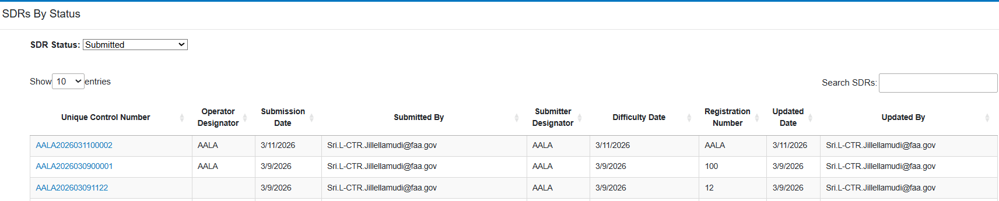 SDRs By Status
SDR Status: Submitted
Show 10 entries
Search SDRs:
Unique Control Number Operator Designator Submission Date Submitted By Submitter Designator Difficulty Date Registration Number Updated Date Updated By
AALA2026031100002 AALA 3/11/2026 Sri.L-CTR.Jillellamudi@faa.gov AALA 3/11/2026 AALA 3/11/2026 Sri.L-CTR.Jillellamudi@faa.gov
AALA2026030900001 AALA 3/9/2026 Sri.L-CTR.Jillellamudi@faa.gov AALA 3/9/2026 100 3/9/2026 Sri.L-CTR.Jillellamudi@faa.gov
AALA202603091122 3/9/2026 Sri.L-CTR.Jillellamudi@faa.gov AALA 3/9/2026 12 3/9/2026 Sri.L-CTR.Jillellamudi@faa.gov